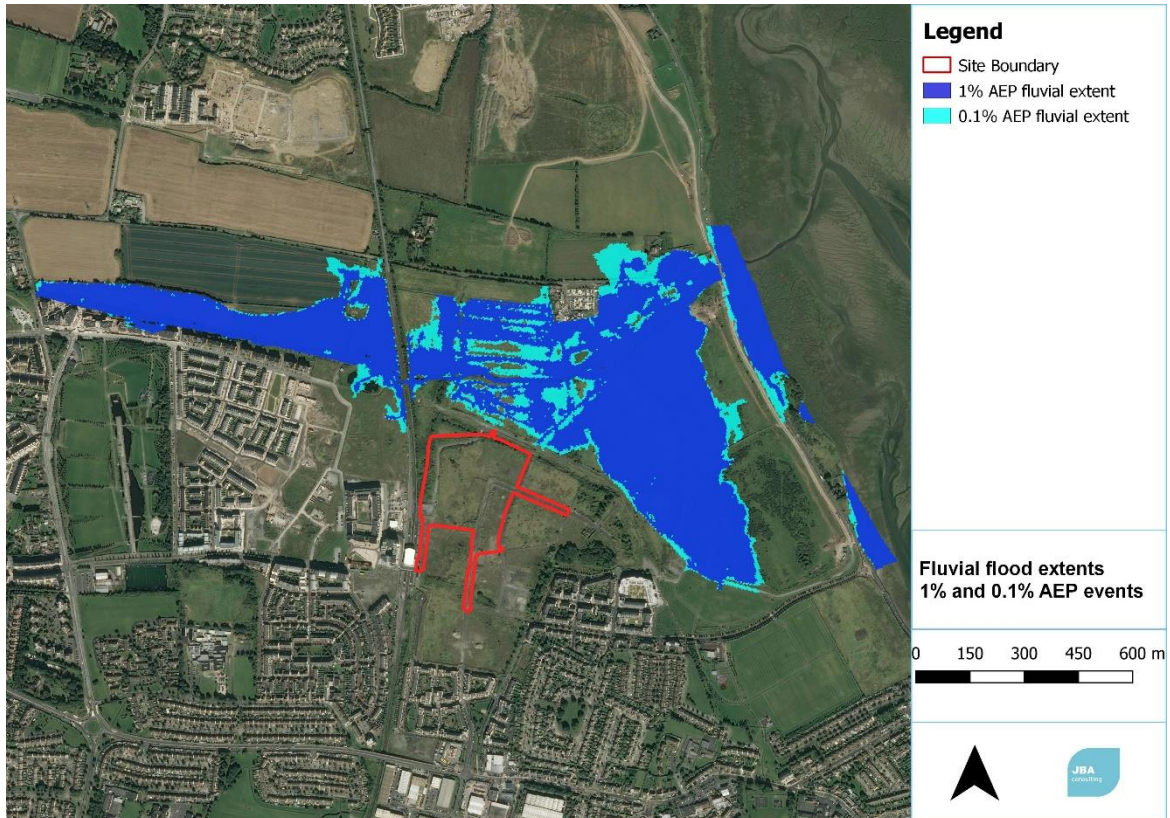 Legend
Site Boundary
1% AEP fluvial extent
0.1% AEP fluvial extent
Fluvial flood extents
1% and 0.1% AEP events
0 150 300 450 600 m
JBA
consulting